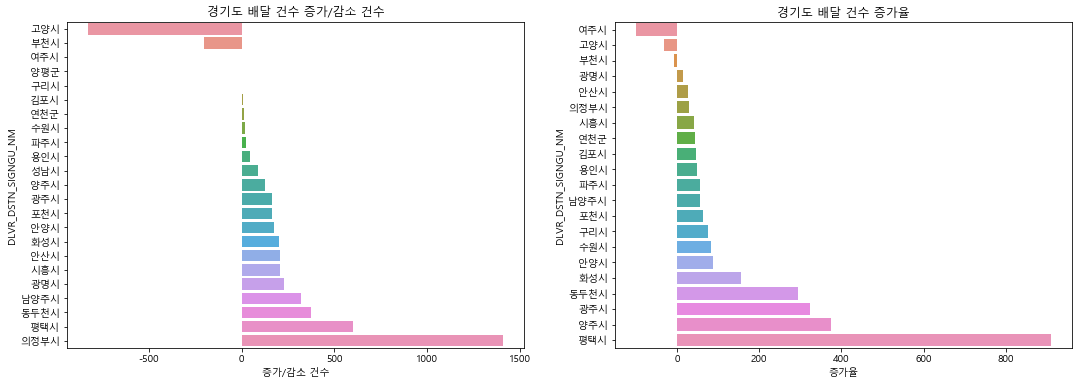 경기도 배달 건수 증가/감소 건수
DLVR_DSTN_SIGNGU_NM
고양시
부천시
여주시
양평군
구리시
김포시
연천군
수원시
파주시
용인시
성남시
양주시
광주시
포천시
안양시
화성시
안산시
시흥시
광명시
남양주시
동두천시
평택시
의정부시
-500 0 500 1000 1500
증가/감소 건수
경기도 배달 건수 증가율
DLVR_DSTN_SIGNGU_NM
여주시
고양시
부천시
광명시
안산시
의정부시
시흥시
연천군
김포시
용인시
파주시
남양주시
포천시
구리시
수원시
안양시
화성시
동두천시
광주시
양주시
평택시
0 200 400 600 800
증가율